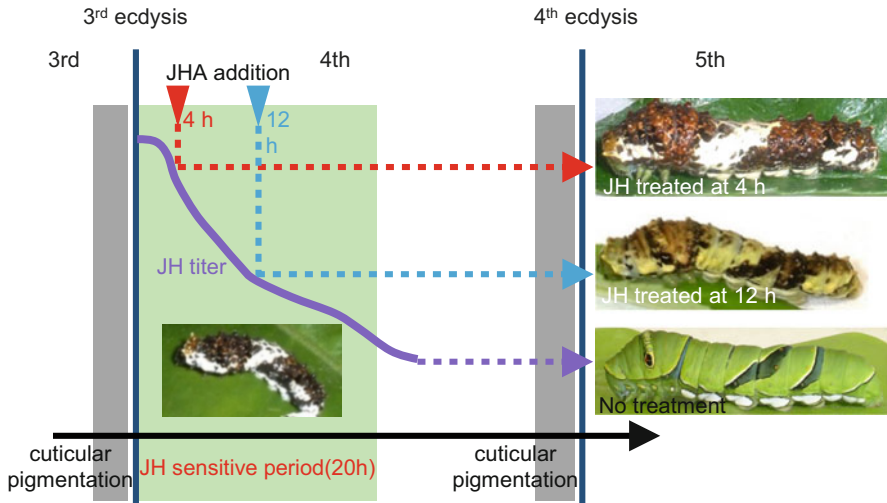 3rd ecdysis
4th ecdysis
3rd
JHA addition
4th
5th
4 h
12
h
JH treated at 4 h
JH titer
JH treated at 12 h
No treatment
cuticular
pigmentation
JH sensitive period(20h)
cuticular
pigmentation